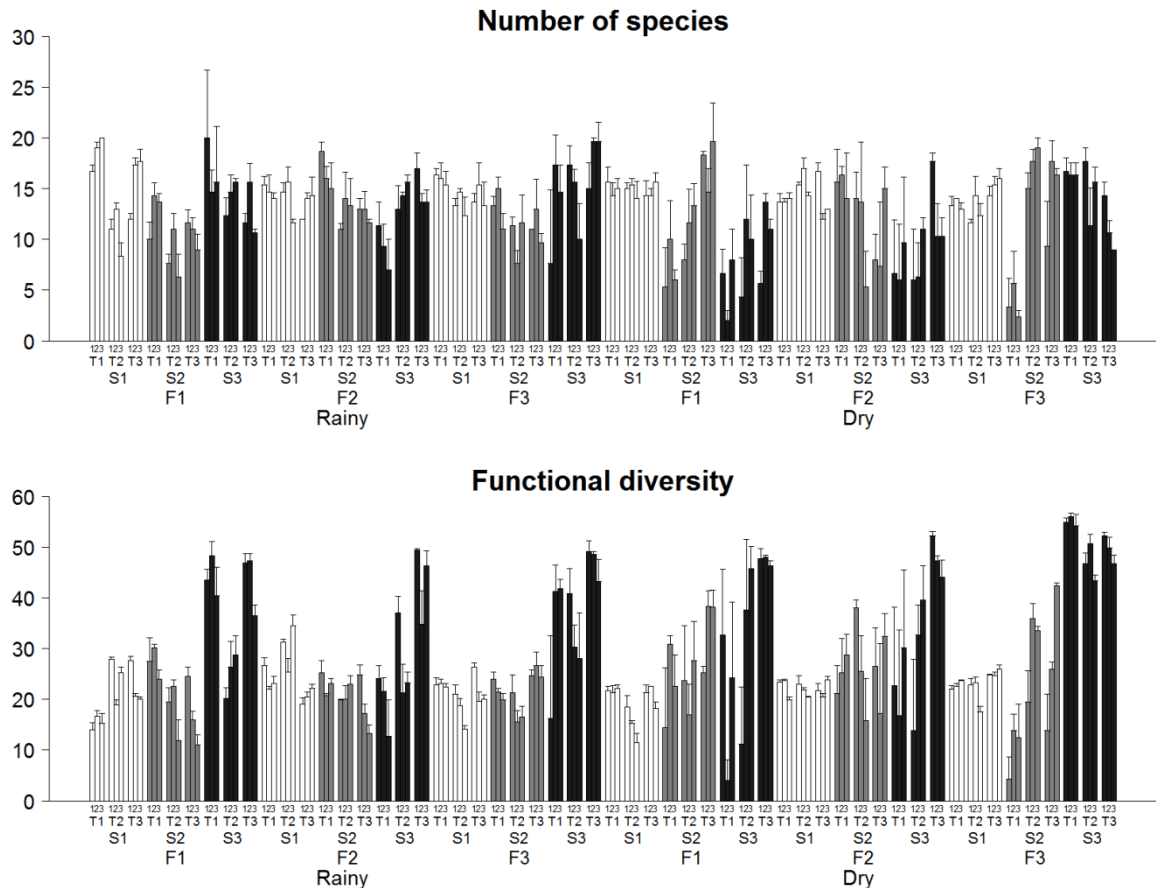 Number of species
30
25
20
15
10
5
0
123 123 123 123 123 123 123 123 123 123 123 123 123 123 123 123 123 123 123 123 123 123 123 123 123 123 123 123 123 123 123 123 123 123 123 123 123 123 123 123 123 123 123 123 123 123 123 123 123 123 123 123 123 123
T1 T2 T3 T1 T2 T3 T1 T2 T3 T1 T2 T3 T1 T2 T3 T1 T2 T3 T1 T2 T3 T1 T2 T3 T1 T2 T3 T1 T2 T3 T1 T2 T3 T1 T2 T3 T1 T2 T3 T1 T2 T3 T1 T2 T3 T1 T2 T3 T1 T2 T3 T1 T2 T3
S1 S2 S3 S1 S2 S3 S1 S2 S3 S1 S2 S3 S1 S2 S3 S1 S2 S3
F1 F2 F3 F1 F2 F3
Rainy Dry
Functional diversity
60
50
40
30
20
10
0
123 123 123 123 123 123 123 123 123 123 123 123 123 123 123 123 123 123 123 123 123 123 123 123 123 123 123 123 123 123 123 123 123 123 123 123 123 123 123 123 123 123 123 123 123 123 123 123 123 123 123 123 123 123
T1 T2 T3 T1 T2 T3 T1 T2 T3 T1 T2 T3 T1 T2 T3 T1 T2 T3 T1 T2 T3 T1 T2 T3 T1 T2 T3 T1 T2 T3 T1 T2 T3 T1 T2 T3 T1 T2 T3 T1 T2 T3 T1 T2 T3 T1 T2 T3 T1 T2 T3 T1 T2 T3
S1 S2 S3 S1 S2 S3 S1 S2 S3 S1 S2 S3 S1 S2 S3 S1 S2 S3
F1 F2 F3 F1 F2 F3
Rainy Dry